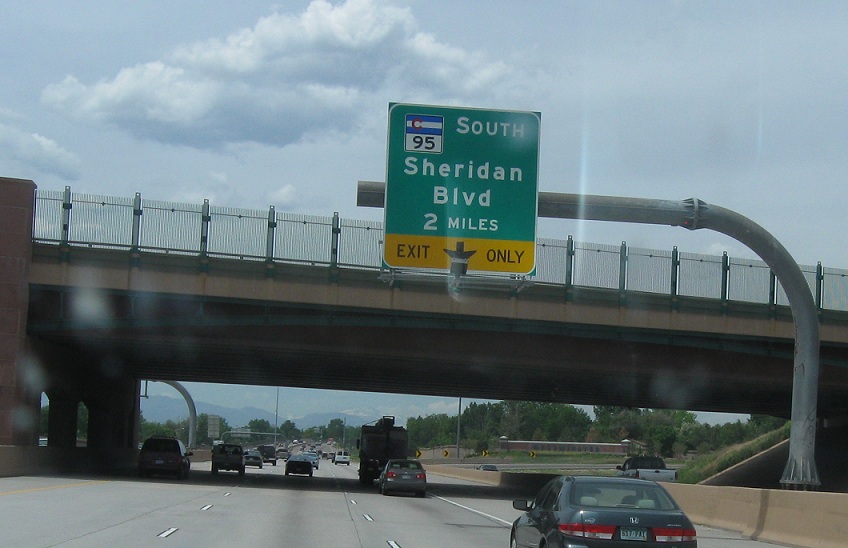 SOUTH
95
Sheridan
Blvd
2 MILES
EXIT ONLY